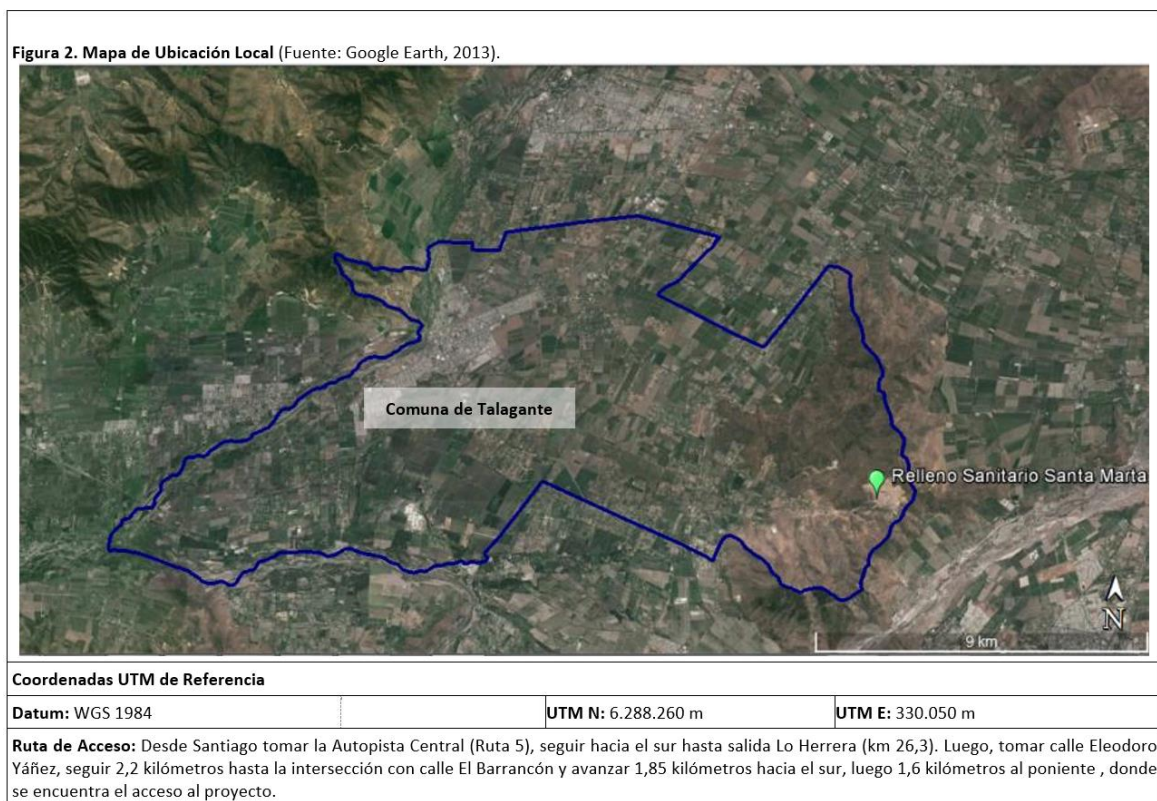 Figura 2. Mapa de Ubicación Local (Fuente: Google Earth, 2013).
Comuna de Talagante
Relleno Sanitario Santa Marta
N
9 km
Coordenadas UTM de Referencia
Datum: WGS 1984 UTM N: 6.288.260 m UTM E: 330.050 m
Ruta de Acceso: Desde Santiago tomar la Autopista Central (Ruta 5), seguir hacia el sur hasta salida Lo Herrera (km 26,3). Luego, tomar calle Eleodoro
Yáñez, seguir 2,2 kilómetros hasta la intersección con calle El Barrancón y avanzar 1,85 kilómetros hacia el sur, luego 1,6 kilómetros al poniente , donde
se encuentra el acceso al proyecto.